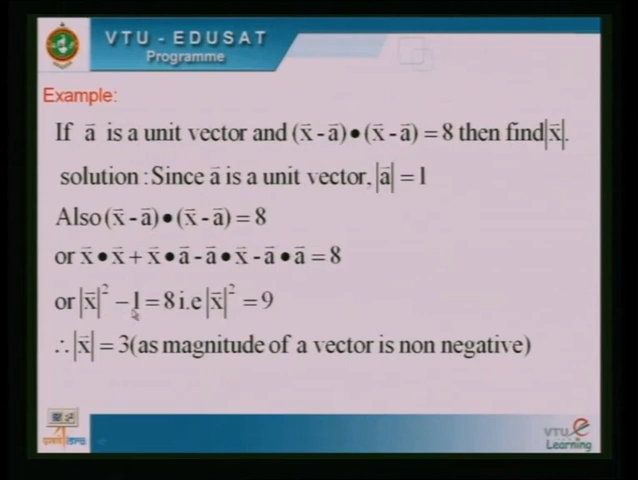 VTU - EDUSAT
Programme
Example:
If a⃗ is a unit vector and (x⃗ - a⃗)•(x⃗ - a⃗) = 8 then find|x⃗|.
solution : Since a⃗ is a unit vector, |a⃗| = 1
Also (x⃗ - a⃗)•(x⃗ - a⃗) = 8
or x⃗•x⃗ + x⃗•a⃗ - a⃗•x⃗ - a⃗•a⃗ = 8
or |x⃗|² – 1 = 8 i.e |x⃗|² = 9
∴ |x⃗| = 3(as magnitude of a vector is non negative)
VTU e
Learning